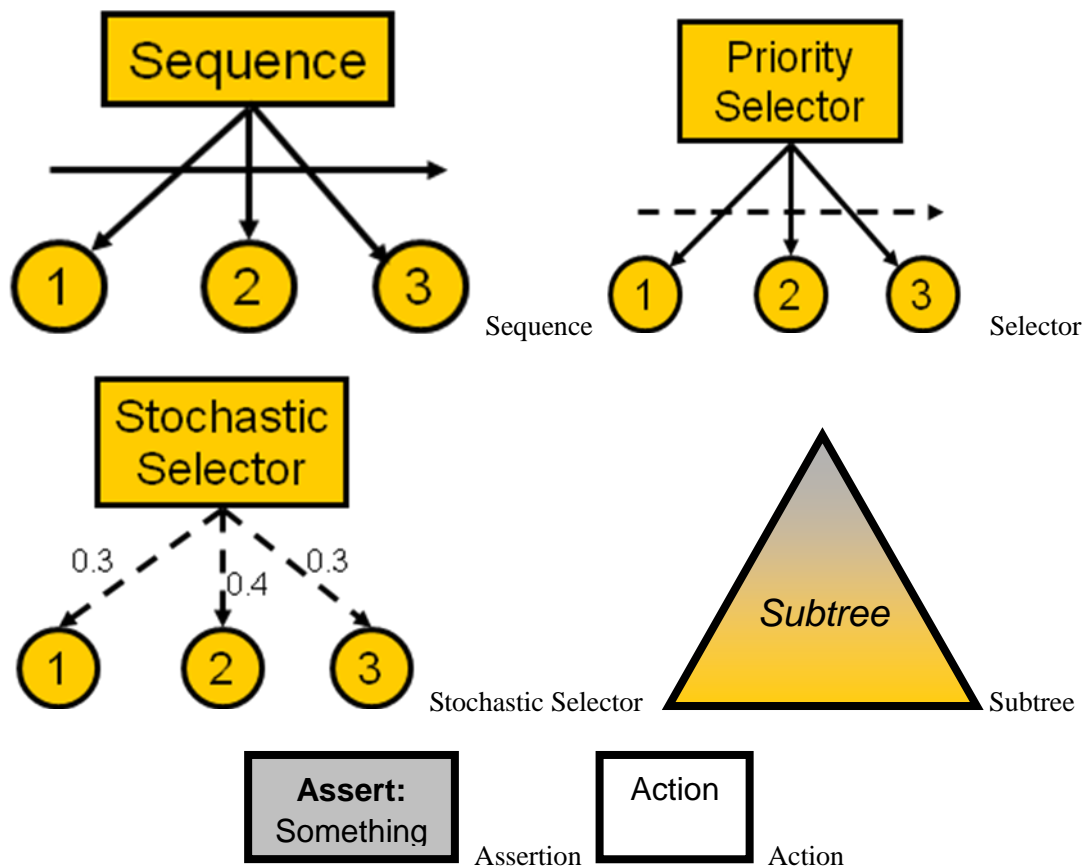 Sequence
1 2 3
Sequence
Priority
Selector
1 2 3
Selector
Stochastic
Selector
0.3 0.4 0.3
1 2 3
Stochastic Selector
Subtree
Subtree
Assert:
Something
Assertion
Action
Action